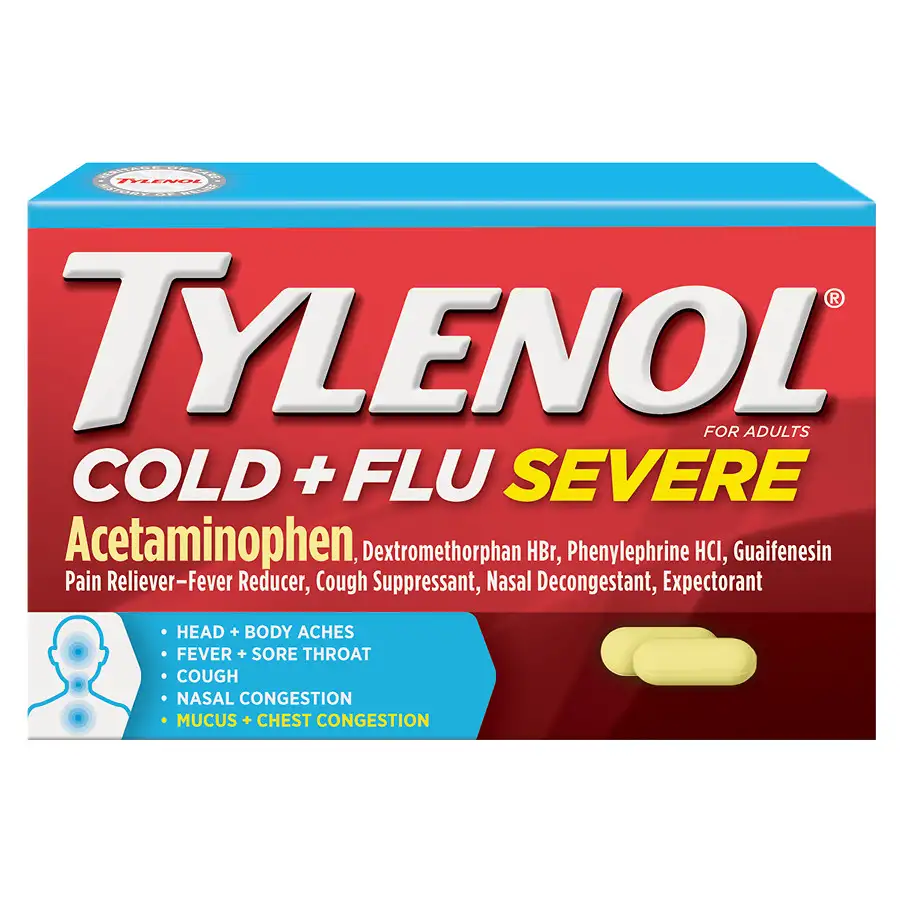 TYLENOL
TYLENOL®
FOR ADULTS
COLD + FLU SEVERE
Acetaminophen, Dextromethorphan HBr, Phenylephrine HCl, Guaifenesin
Pain Reliever–Fever Reducer, Cough Suppressant, Nasal Decongestant, Expectorant
• HEAD + BODY ACHES
• FEVER + SORE THROAT
• COUGH
• NASAL CONGESTION
• MUCUS + CHEST CONGESTION